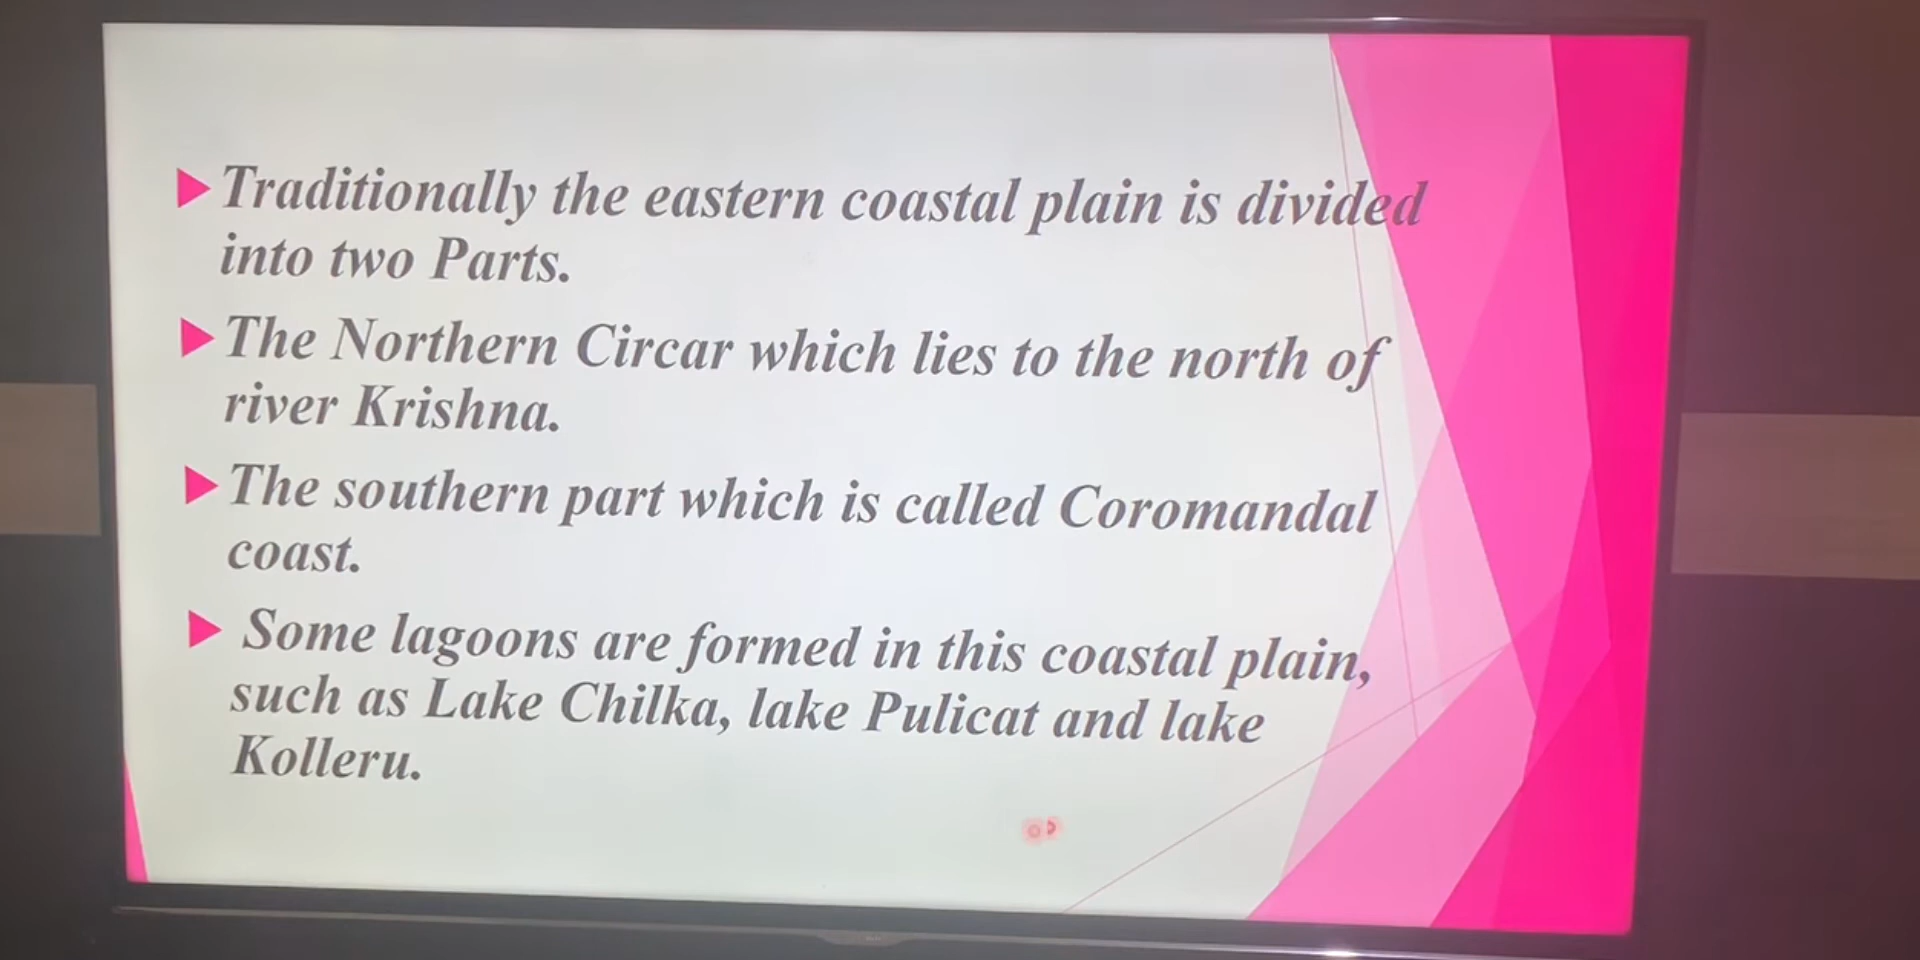 Traditionally the eastern coastal plain is divided
into two Parts.
The Northern Circar which lies to the north of
river Krishna.
The southern part which is called Coromandal
coast.
Some lagoons are formed in this coastal plain,
such as Lake Chilka, lake Pulicat and lake
Kolleru.